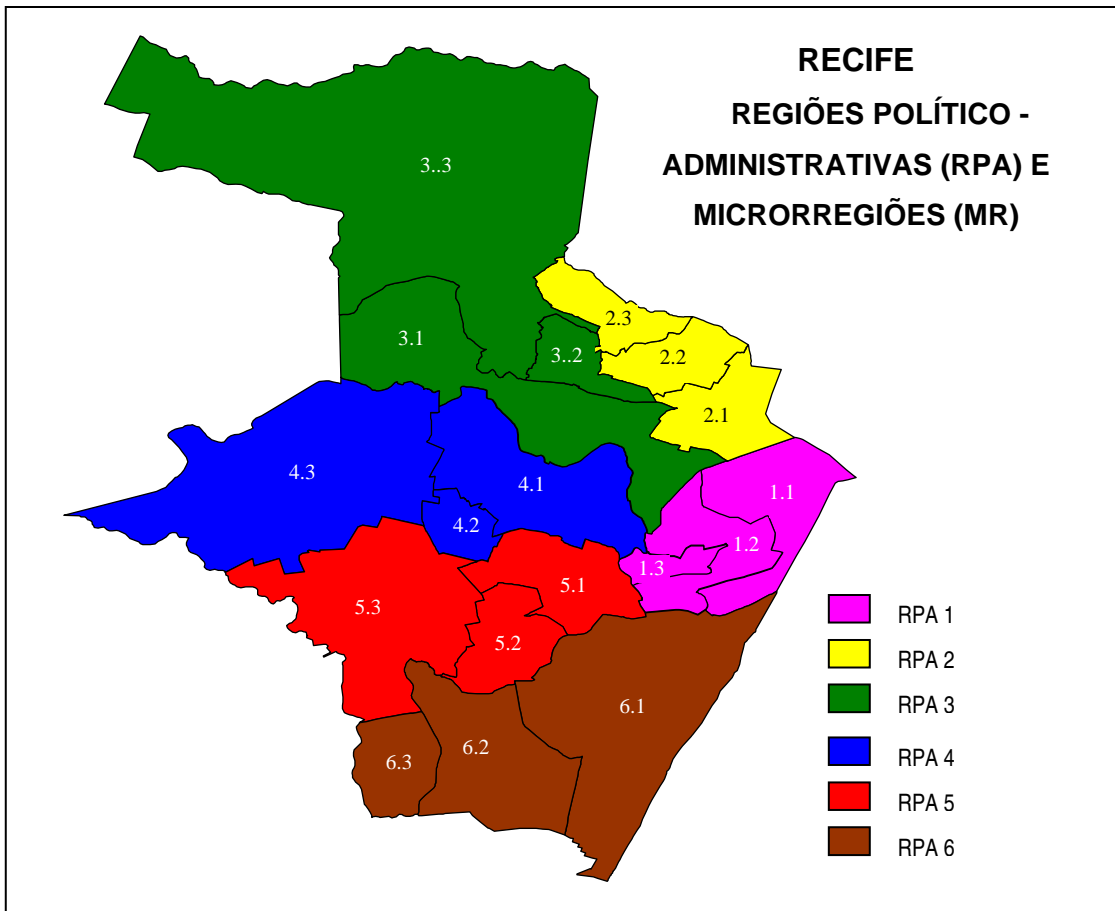 RECIFE
REGIÕES POLÍTICO -
ADMINISTRATIVAS (RPA) E
MICRORREGIÕES (MR)
3..3
2.3
3.1
3..2
2.2
2.1
4.3
4.1
1.1
4.2
1.2
1.3
5.1
5.3
5.2
6.1
6.2
6.3
RPA 1
RPA 2
RPA 3
RPA 4
RPA 5
RPA 6